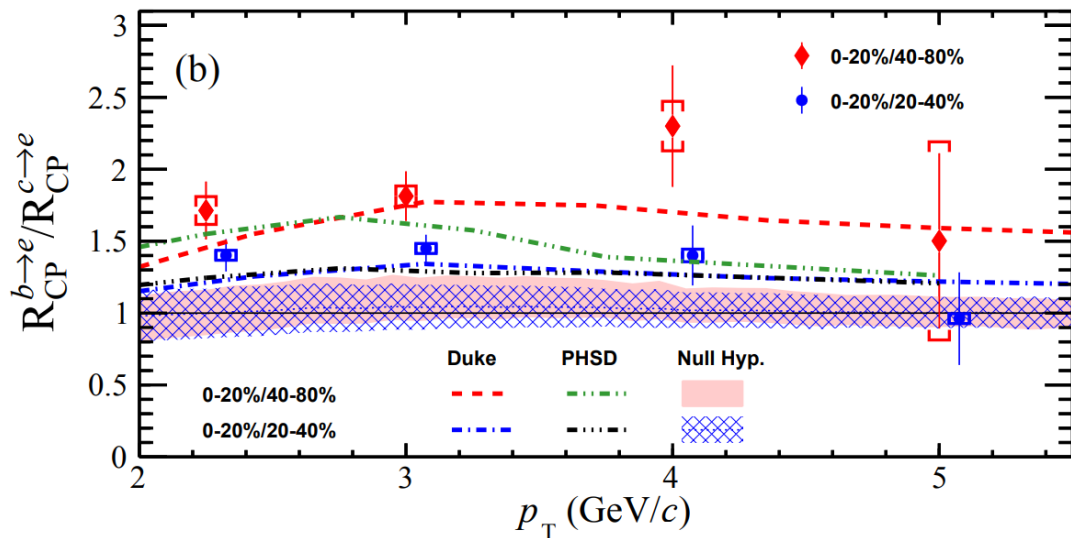 3
2.5
2
1.5
1
0.5
0
R_CP^{b→e}/R_CP^{c→e}
(b)
0-20%/40-80%
0-20%/20-40%
Duke PHSD Null Hyp.
0-20%/40-80%
0-20%/20-40%
2 3 4 5
p_T (GeV/c)